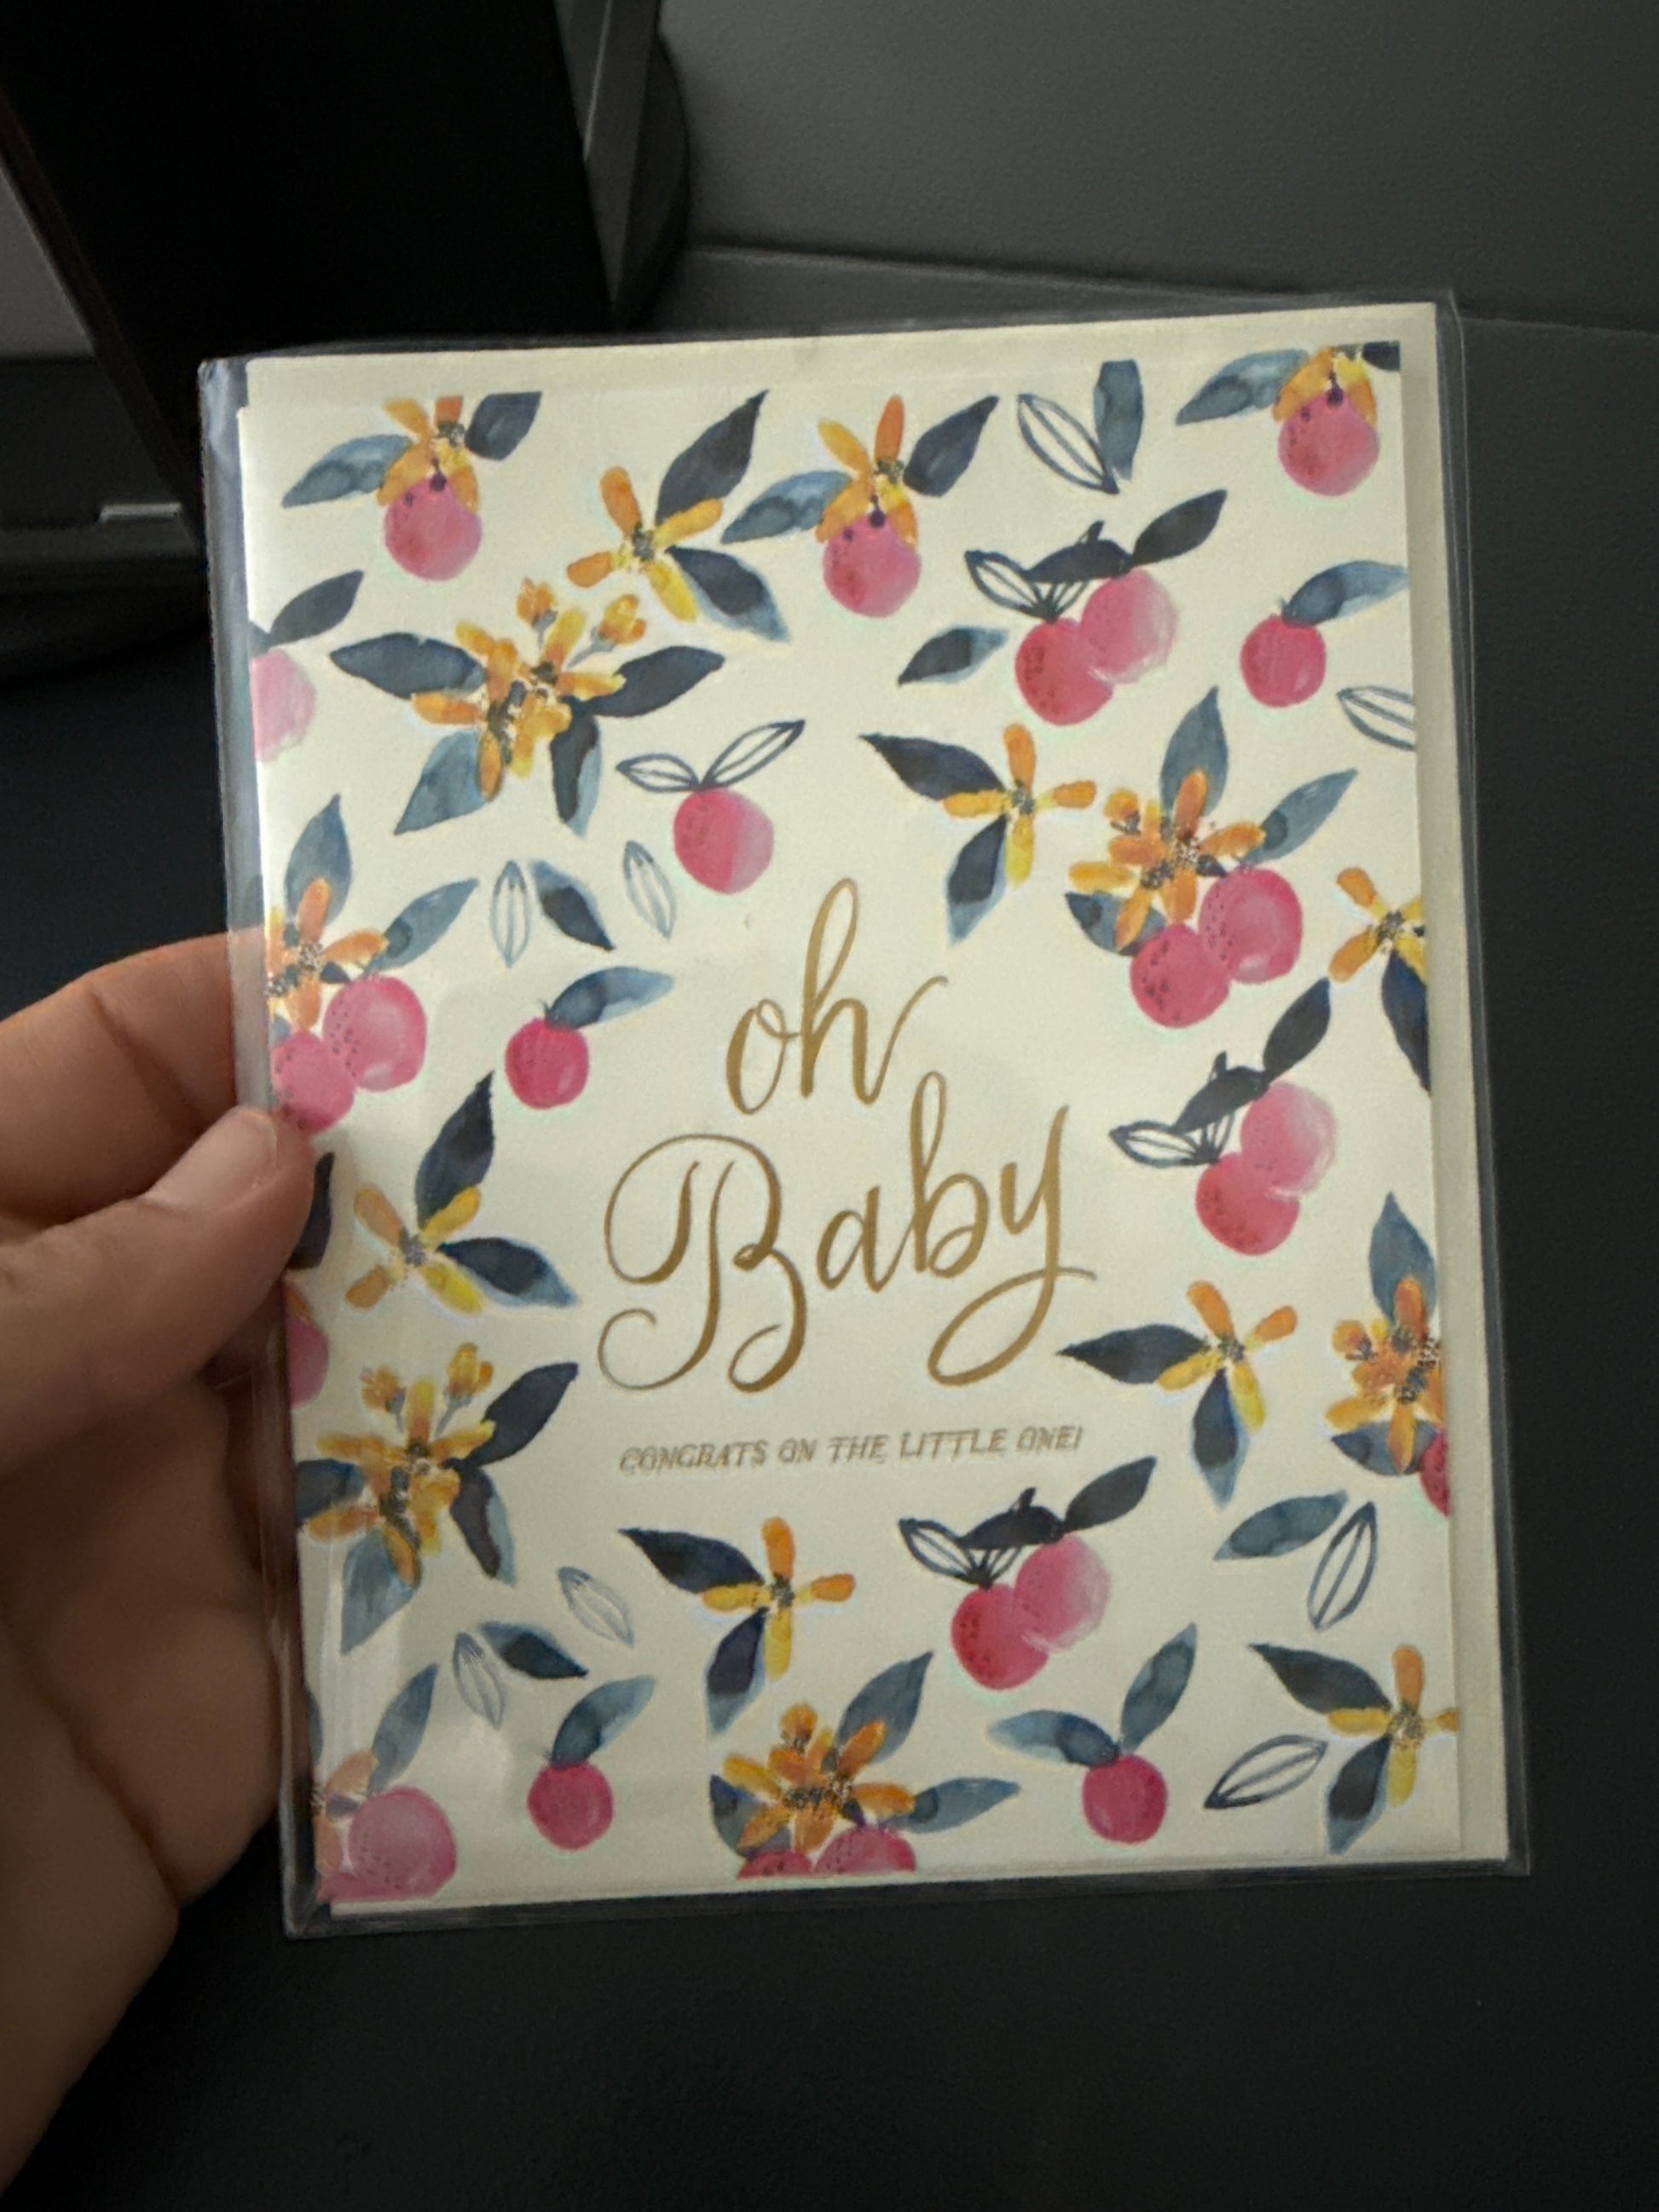 oh
Baby
CONGRATS ON THE LITTLE ONE!